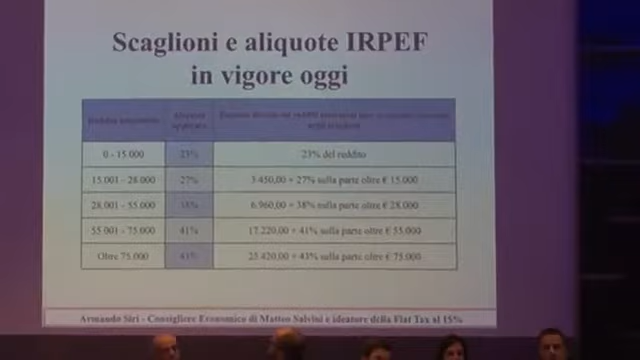 Scaglioni e aliquote IRPEF
in vigore oggi
0 - 15.000 23% 23% del reddito
15.001 - 28.000 27% 3.450,00 + 27% sulla parte oltre € 15.000
28.001 - 55.000 38% 6.960,00 + 38% sulla parte oltre € 28.000
55.001 - 75.000 41% 17.220,00 + 41% sulla parte oltre € 55.000
Oltre 75.000 43% 25.420,00 + 43% sulla parte oltre € 75.000
Armando Siri - Consigliere Economico di Matteo Salvini e ideatore della Flat Tax al 15%